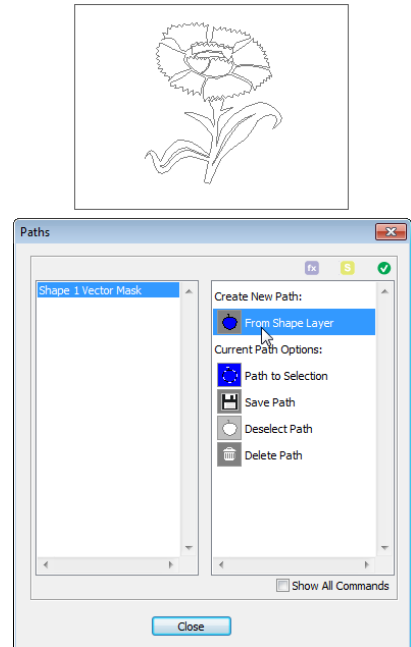 Paths
fx S
Shape 1 Vector Mask
Create New Path:
From Shape Layer
Current Path Options:
Path to Selection
Save Path
Deselect Path
Delete Path
Show All Commands
Close